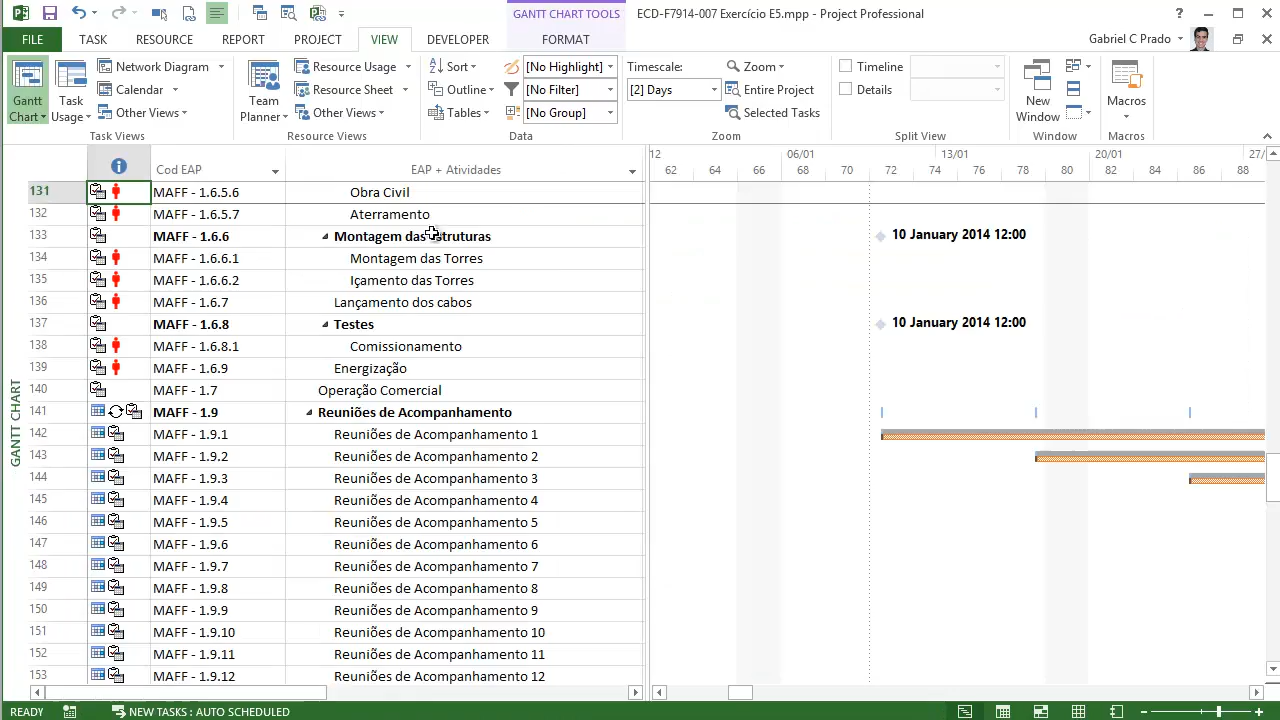 GANTT CHART TOOLS
ECD-F7914-007 Exercício E5.mpp - Project Professional
FILE TASK RESOURCE REPORT PROJECT VIEW DEVELOPER FORMAT
Gabriel C Prado
Gantt Chart
Task Usage
Network Diagram
Calendar
Other Views
Task Views
Team Planner
Resource Usage
Resource Sheet
Other Views
Resource Views
Sort
Outline
Tables
[No Highlight]
[No Filter]
[No Group]
Data
Timescale:
[2] Days
Zoom
Entire Project
Selected Tasks
Zoom
Timeline
Details
Split View
New Window
Window
Macros
Macros
Cod EAP EAP + Atividades
12 06/01 13/01 20/01 27/
62 64 66 68 70 72 74 76 78 80 82 84 86 88
131 MAFF - 1.6.5.6 Obra Civil
132 MAFF - 1.6.5.7 Aterramento
133 MAFF - 1.6.6 Montagem das Estruturas 10 January 2014 12:00
134 MAFF - 1.6.6.1 Montagem das Torres
135 MAFF - 1.6.6.2 Içamento das Torres
136 MAFF - 1.6.7 Lançamento dos cabos
137 MAFF - 1.6.8 Testes 10 January 2014 12:00
138 MAFF - 1.6.8.1 Comissionamento
139 MAFF - 1.6.9 Energização
140 MAFF - 1.7 Operação Comercial
141 MAFF - 1.9 Reuniões de Acompanhamento
142 MAFF - 1.9.1 Reuniões de Acompanhamento 1
143 MAFF - 1.9.2 Reuniões de Acompanhamento 2
144 MAFF - 1.9.3 Reuniões de Acompanhamento 3
145 MAFF - 1.9.4 Reuniões de Acompanhamento 4
146 MAFF - 1.9.5 Reuniões de Acompanhamento 5
147 MAFF - 1.9.6 Reuniões de Acompanhamento 6
148 MAFF - 1.9.7 Reuniões de Acompanhamento 7
149 MAFF - 1.9.8 Reuniões de Acompanhamento 8
150 MAFF - 1.9.9 Reuniões de Acompanhamento 9
151 MAFF - 1.9.10 Reuniões de Acompanhamento 10
152 MAFF - 1.9.11 Reuniões de Acompanhamento 11
153 MAFF - 1.9.12 Reuniões de Acompanhamento 12
GANTT CHART
READY NEW TASKS : AUTO SCHEDULED